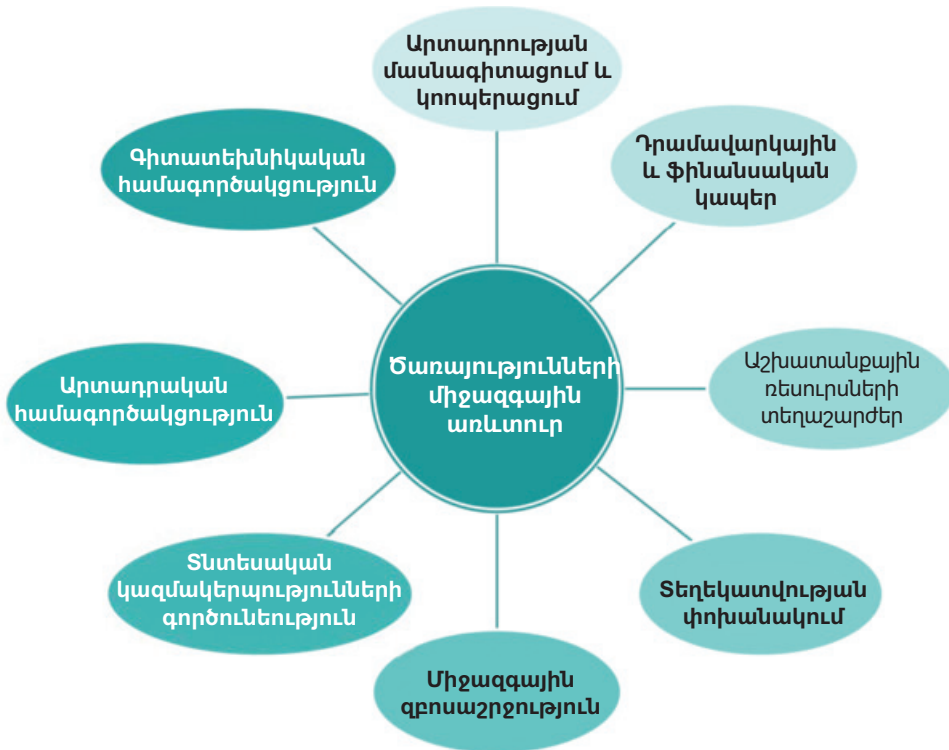 Արտադրության
մասնագիտացում և
կոոպերացում
Դրամավարկային
և ֆինանսական
կապեր
Աշխատանքային
ռեսուրսների
տեղաշարժեր
Տեղեկատվության
փոխանակում
Միջազգային
զբոսաշրջություն
Տնտեսական
կազմակերպությունների
գործունեություն
Արտադրական
համագործակցություն
Գիտատեխնիկական
համագործակցություն
Ծառայությունների
միջազգային
առևտուր